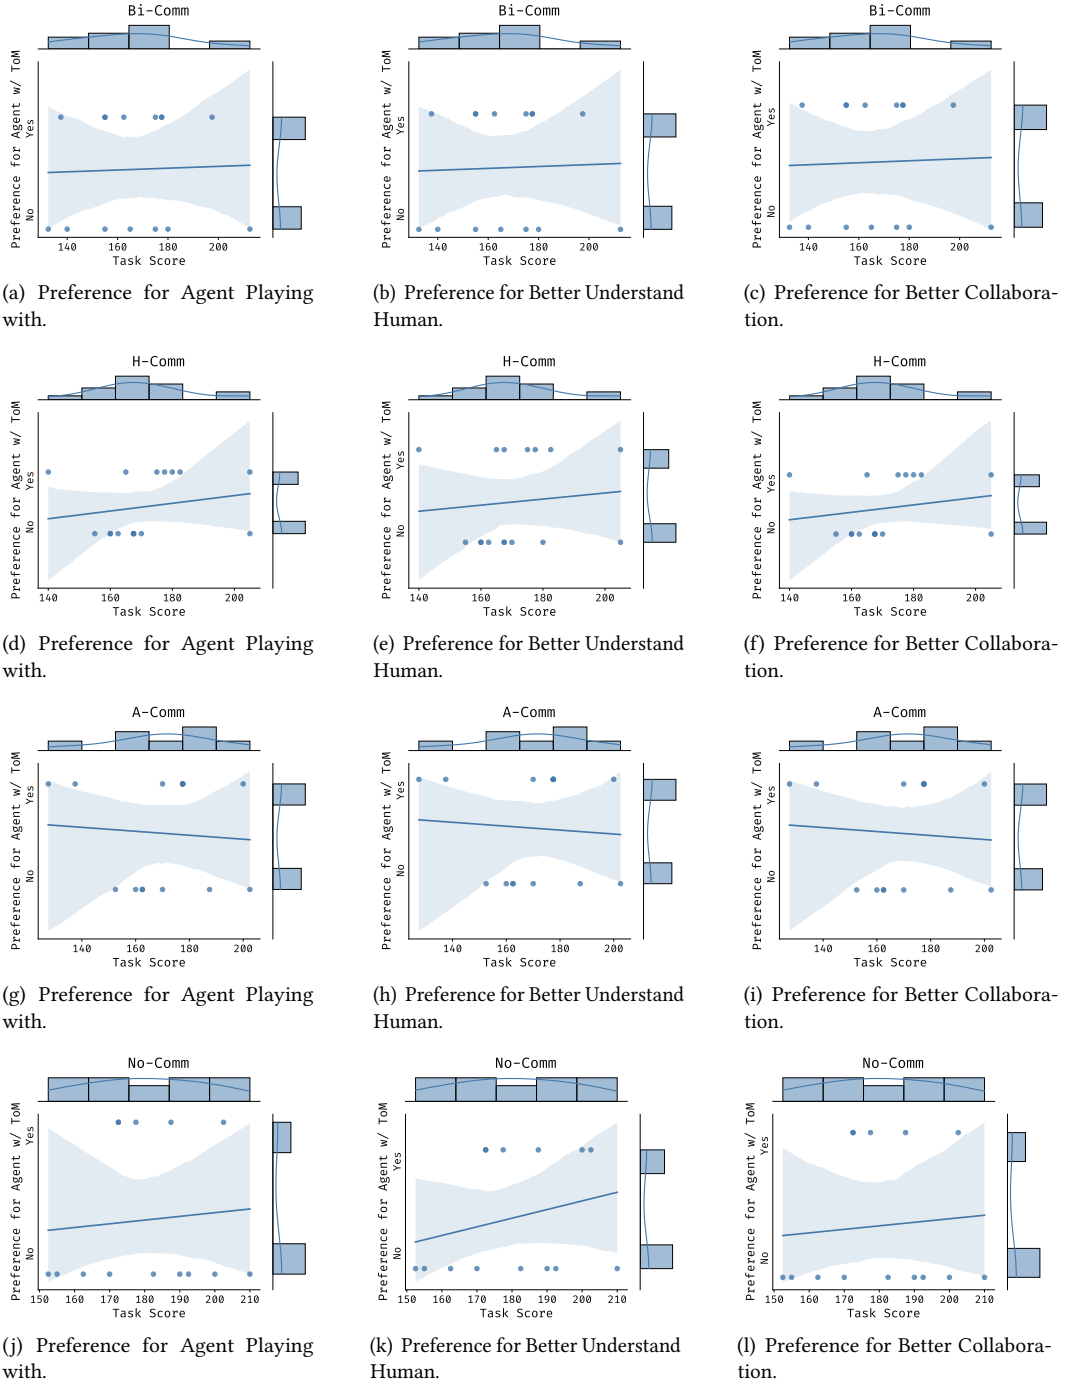 Bi-Comm
Preference for Agent w/ ToM
Yes
No
140 160 180 200
Task Score
(a) Preference for Agent Playing
with.
Bi-Comm
Preference for Agent w/ ToM
Yes
No
140 160 180 200
Task Score
(b) Preference for Better Understand
Human.
Bi-Comm
Preference for Agent w/ ToM
Yes
No
140 160 180 200
Task Score
(c) Preference for Better Collabora-
tion.
H-Comm
Preference for Agent w/ ToM
Yes
No
140 160 180 200
Task Score
(d) Preference for Agent Playing
with.
H-Comm
Preference for Agent w/ ToM
Yes
No
140 160 180 200
Task Score
(e) Preference for Better Understand
Human.
H-Comm
Preference for Agent w/ ToM
Yes
No
140 160 180 200
Task Score
(f) Preference for Better Collabora-
tion.
A-Comm
Preference for Agent w/ ToM
Yes
No
140 160 180 200
Task Score
(g) Preference for Agent Playing
with.
A-Comm
Preference for Agent w/ ToM
Yes
No
140 160 180 200
Task Score
(h) Preference for Better Understand
Human.
A-Comm
Preference for Agent w/ ToM
Yes
No
140 160 180 200
Task Score
(i) Preference for Better Collabora-
tion.
No-Comm
Preference for Agent w/ ToM
Yes
No
150 160 170 180 190 200 210
Task Score
(j) Preference for Agent Playing
with.
No-Comm
Preference for Agent w/ ToM
Yes
No
150 160 170 180 190 200 210
Task Score
(k) Preference for Better Understand
Human.
No-Comm
Preference for Agent w/ ToM
Yes
No
150 160 170 180 190 200 210
Task Score
(l) Preference for Better Collabora-
tion.